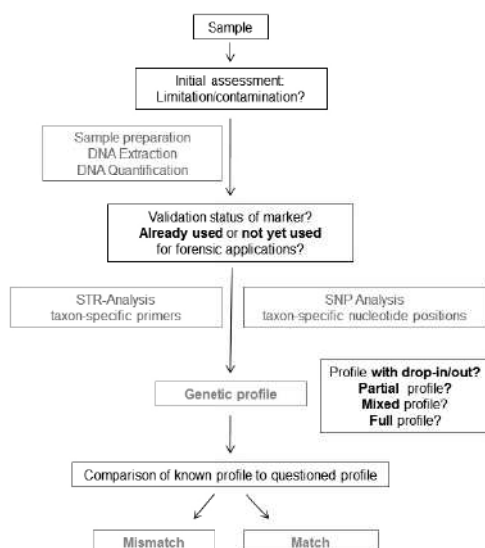 Sample
Initial assessment:
Limitation/contamination?
Sample preparation
DNA Extraction
DNA Quantification
Validation status of marker?
Already used or not yet used
for forensic applications?
STR-Analysis
taxon-specific primers
SNP Analysis
taxon-specific nucleotide positions
Genetic profile
Profile with drop-in/out?
Partial profile?
Mixed profile?
Full profile?
Comparison of known profile to questioned profile
Mismatch
Match